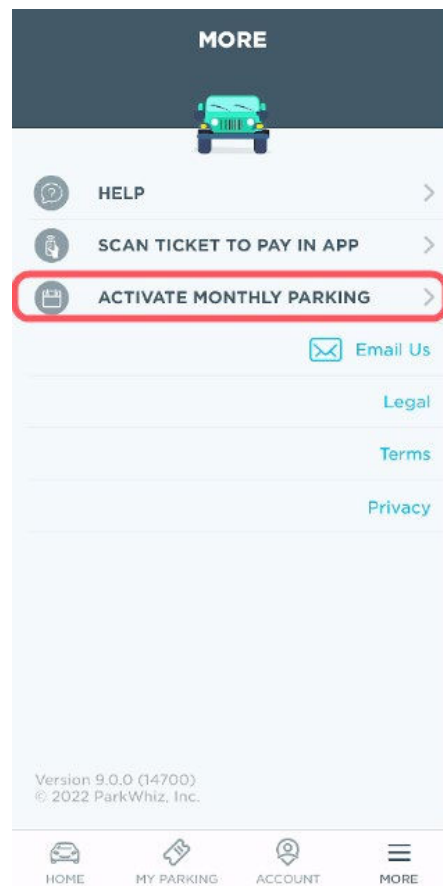 MORE
HELP
SCAN TICKET TO PAY IN APP
ACTIVATE MONTHLY PARKING
Email Us
Legal
Terms
Privacy
Version 9.0.0 (14700)
© 2022 ParkWhiz, Inc.
HOME MY PARKING ACCOUNT MORE